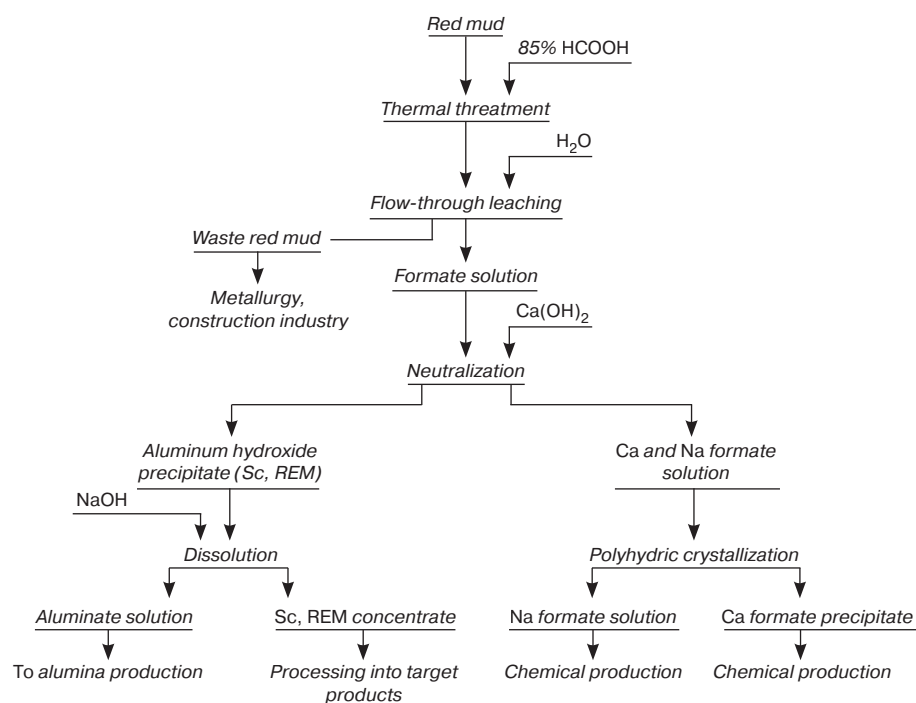 Red mud
85% HCOOH
Thermal threatment
H₂O
Flow-through leaching
Waste red mud
Formate solution
Metallurgy,
construction industry
Ca(OH)₂
Neutralization
Aluminum hydroxide
precipitate (Sc, REM)
Ca and Na formate
solution
NaOH
Dissolution
Polyhydric crystallization
Aluminate solution
Sc, REM concentrate
Na formate solution
Ca formate precipitate
To alumina production
Processing into target
products
Chemical production
Chemical production